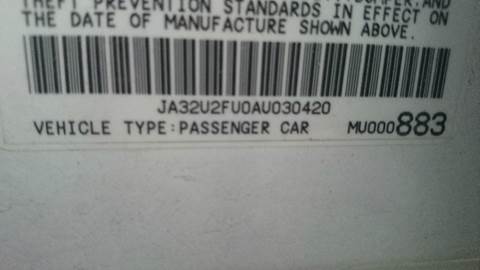 THEFT PREVENTION STANDARDS IN EFFECT ON
THE DATE OF MANUFACTURE SHOWN ABOVE.
JA32U2FU0AU030420
VEHICLE TYPE:PASSENGER CAR MU000883